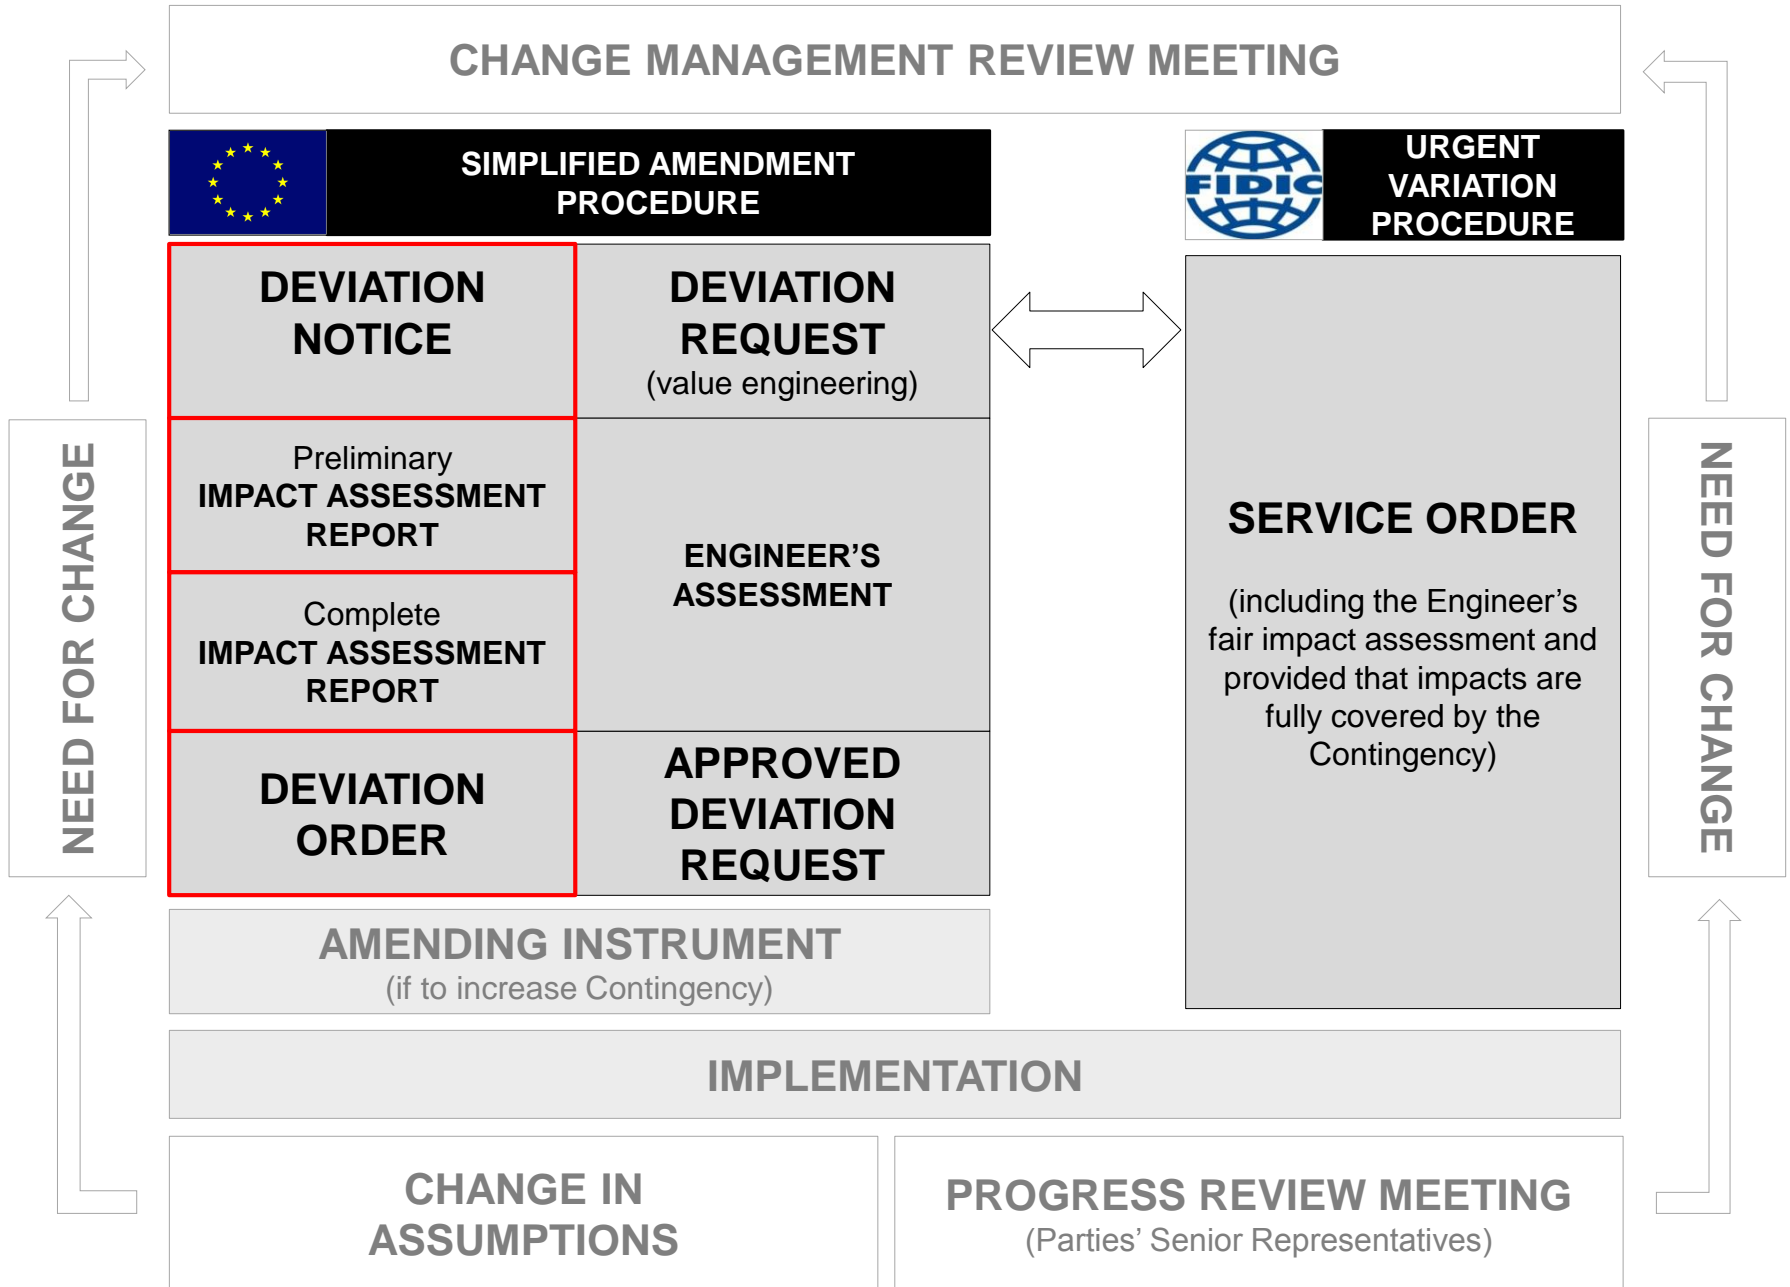 CHANGE MANAGEMENT REVIEW MEETING
SIMPLIFIED AMENDMENT
PROCEDURE
FIDIC
URGENT
VARIATION
PROCEDURE
DEVIATION
NOTICE
DEVIATION
REQUEST
(value engineering)
Preliminary
IMPACT ASSESSMENT
REPORT
ENGINEER’S
ASSESSMENT
Complete
IMPACT ASSESSMENT
REPORT
DEVIATION
ORDER
APPROVED
DEVIATION
REQUEST
SERVICE ORDER
(including the Engineer’s
fair impact assessment and
provided that impacts are
fully covered by the
Contingency)
NEED FOR CHANGE
NEED FOR CHANGE
AMENDING INSTRUMENT
(if to increase Contingency)
IMPLEMENTATION
CHANGE IN
ASSUMPTIONS
PROGRESS REVIEW MEETING
(Parties’ Senior Representatives)